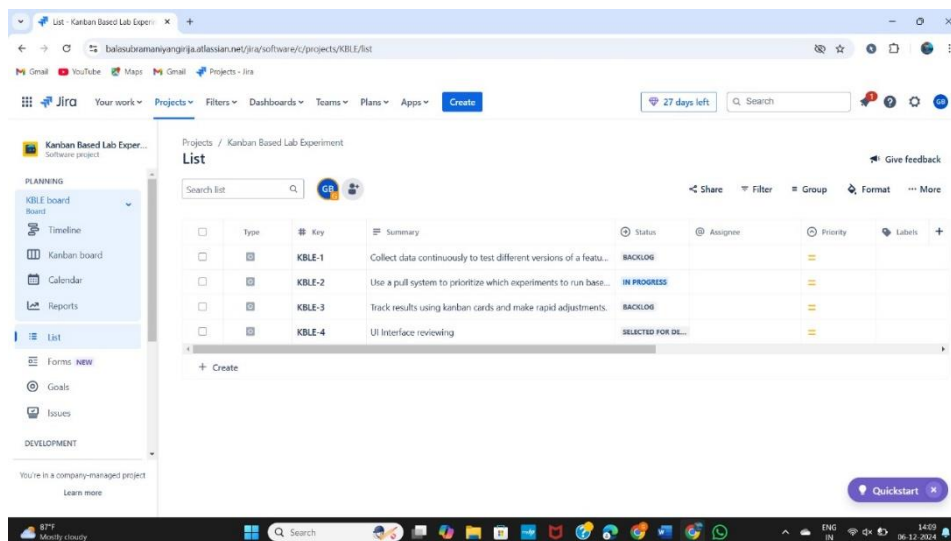 List - Kanban Based Lab Experi
balasubramaniyangirija.atlassian.net/jira/software/c/projects/KBLE/list
Gmail YouTube Maps Gmail Projects - Jira
Jira Your work Projects Filters Dashboards Teams Plans Apps Create 27 days left Search 1 GB
Kanban Based Lab Exper...
Software project
PLANNING
KBLE board
Board
Timeline
Kanban board
Calendar
Reports
List
Forms NEW
Goals
Issues
DEVELOPMENT
You're in a company-managed project
Learn more
Projects / Kanban Based Lab Experiment
List
Give feedback
Search list GB Share Filter Group Format More
Type # Key Summary Status @ Assignee Priority Labels +
KBLE-1 Collect data continuously to test different versions of a featu... BACKLOG
KBLE-2 Use a pull system to prioritize which experiments to run base... IN PROGRESS
KBLE-3 Track results using kanban cards and make rapid adjustments. BACKLOG
KBLE-4 UI Interface reviewing SELECTED FOR DE...
+ Create
Quickstart
87°F
Mostly cloudy
Search
ENG
IN
14:09
06-12-2024